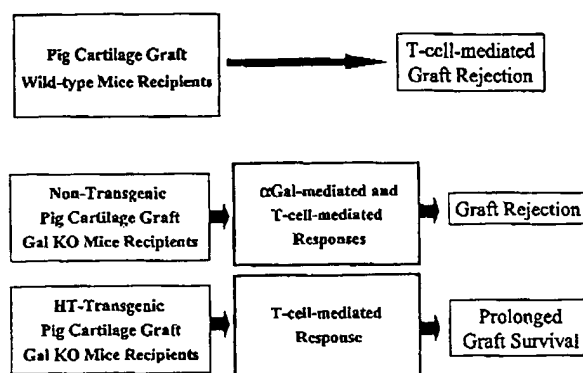 Pig Cartilage Graft
Wild-type Mice Recipients
T-cell-mediated
Graft Rejection
Non-Transgenic
Pig Cartilage Graft
Gal KO Mice Recipients
αGal-mediated and
T-cell-mediated
Responses
Graft Rejection
HT-Transgenic
Pig Cartilage Graft
Gal KO Mice Recipients
T-cell-mediated
Response
Prolonged
Graft Survival